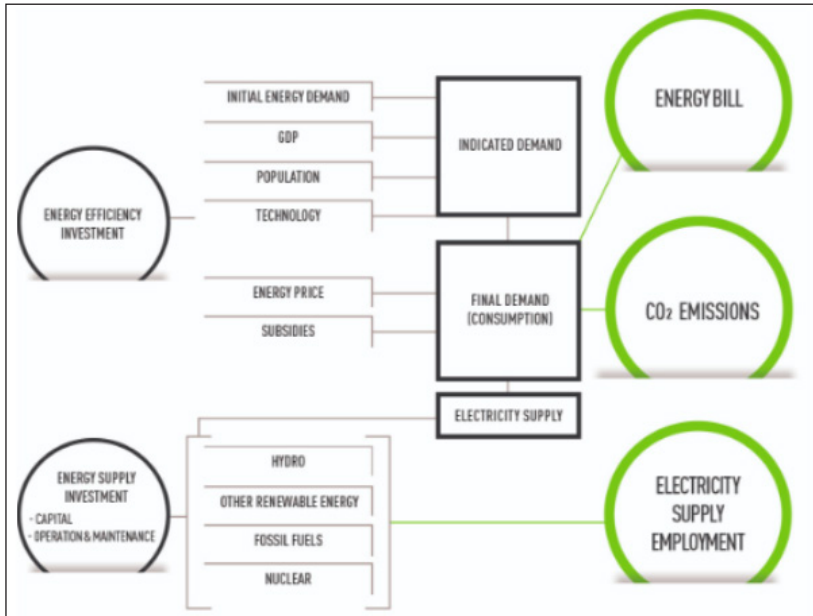 INITIAL ENERGY DEMAND
GDP
POPULATION
TECHNOLOGY
ENERGY EFFICIENCY
INVESTMENT
INDICATED DEMAND
ENERGY BILL
ENERGY PRICE
SUBSIDIES
FINAL DEMAND
(CONSUMPTION)
CO₂ EMISSIONS
ELECTRICITY SUPPLY
ENERGY SUPPLY
INVESTMENT
- CAPITAL
- OPERATION & MAINTENANCE
HYDRO
OTHER RENEWABLE ENERGY
FOSSIL FUELS
NUCLEAR
ELECTRICITY
SUPPLY
EMPLOYMENT